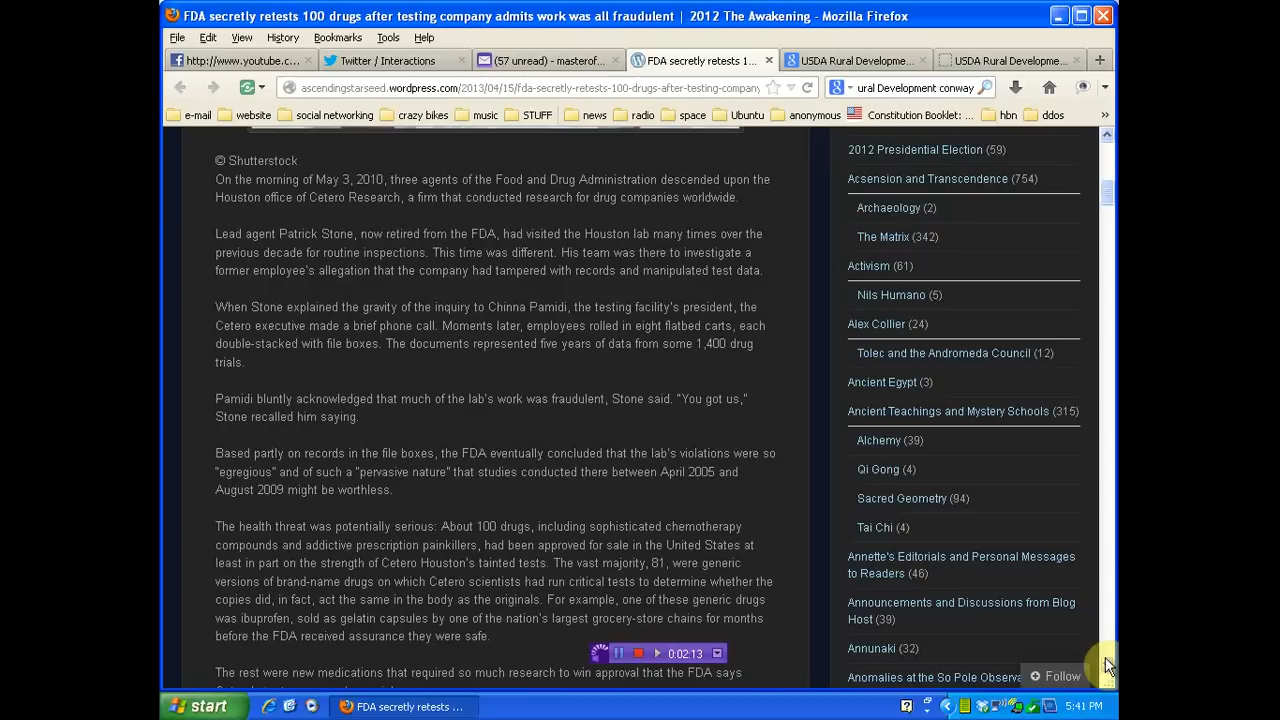 FDA secretly retests 100 drugs after testing company admits work was all fraudulent | 2012 The Awakening - Mozilla Firefox
File Edit View History Bookmarks Tools Help
http://www.youtube.c... Twitter / Interactions (57 unread) - masterof... FDA secretly retests 1... USDA Rural Developme... USDA Rural Developme...
ascendingstarseed.wordpress.com/2013/04/15/fda-secretly-retests-100-drugs-after-testing-company ural Development conway
e-mail website social networking crazy bikes music STUFF news radio space Ubuntu anonymous Constitution Booklet:... hbn ddos
© Shutterstock
On the morning of May 3, 2010, three agents of the Food and Drug Administration descended upon the
Houston office of Cetero Research, a firm that conducted research for drug companies worldwide.
Lead agent Patrick Stone, now retired from the FDA, had visited the Houston lab many times over the
previous decade for routine inspections. This time was different. His team was there to investigate a
former employee's allegation that the company had tampered with records and manipulated test data.
When Stone explained the gravity of the inquiry to Chinna Pamidi, the testing facility's president, the
Cetero executive made a brief phone call. Moments later, employees rolled in eight flatbed carts, each
double-stacked with file boxes. The documents represented five years of data from some 1,400 drug
trials.
Pamidi bluntly acknowledged that much of the lab's work was fraudulent, Stone said. "You got us,"
Stone recalled him saying.
Based partly on records in the file boxes, the FDA eventually concluded that the lab's violations were so
"egregious" and of such a "pervasive nature" that studies conducted there between April 2005 and
August 2009 might be worthless.
The health threat was potentially serious: About 100 drugs, including sophisticated chemotherapy
compounds and addictive prescription painkillers, had been approved for sale in the United States at
least in part on the strength of Cetero Houston's tainted tests. The vast majority, 81, were generic
versions of brand-name drugs on which Cetero scientists had run critical tests to determine whether the
copies did, in fact, act the same in the body as the originals. For example, one of these generic drugs
was ibuprofen, sold as gelatin capsules by one of the nation's largest grocery-store chains for months
before the FDA received assurance they were safe.
The rest were new medications that required so much research to win approval that the FDA says
2012 Presidential Election (59)
Acsension and Transcendence (754)
Archaeology (2)
The Matrix (342)
Activism (61)
Nils Humano (5)
Alex Collier (24)
Tolec and the Andromeda Council (12)
Ancient Egypt (3)
Ancient Teachings and Mystery Schools (315)
Alchemy (39)
Qi Gong (4)
Sacred Geometry (94)
Tai Chi (4)
Annette's Editorials and Personal Messages
to Readers (46)
Announcements and Discussions from Blog
Host (39)
Annunaki (32)
Anomalies at the So Pole Observa
Follow
0:02:13
start FDA secretly retests ... 5:41 PM